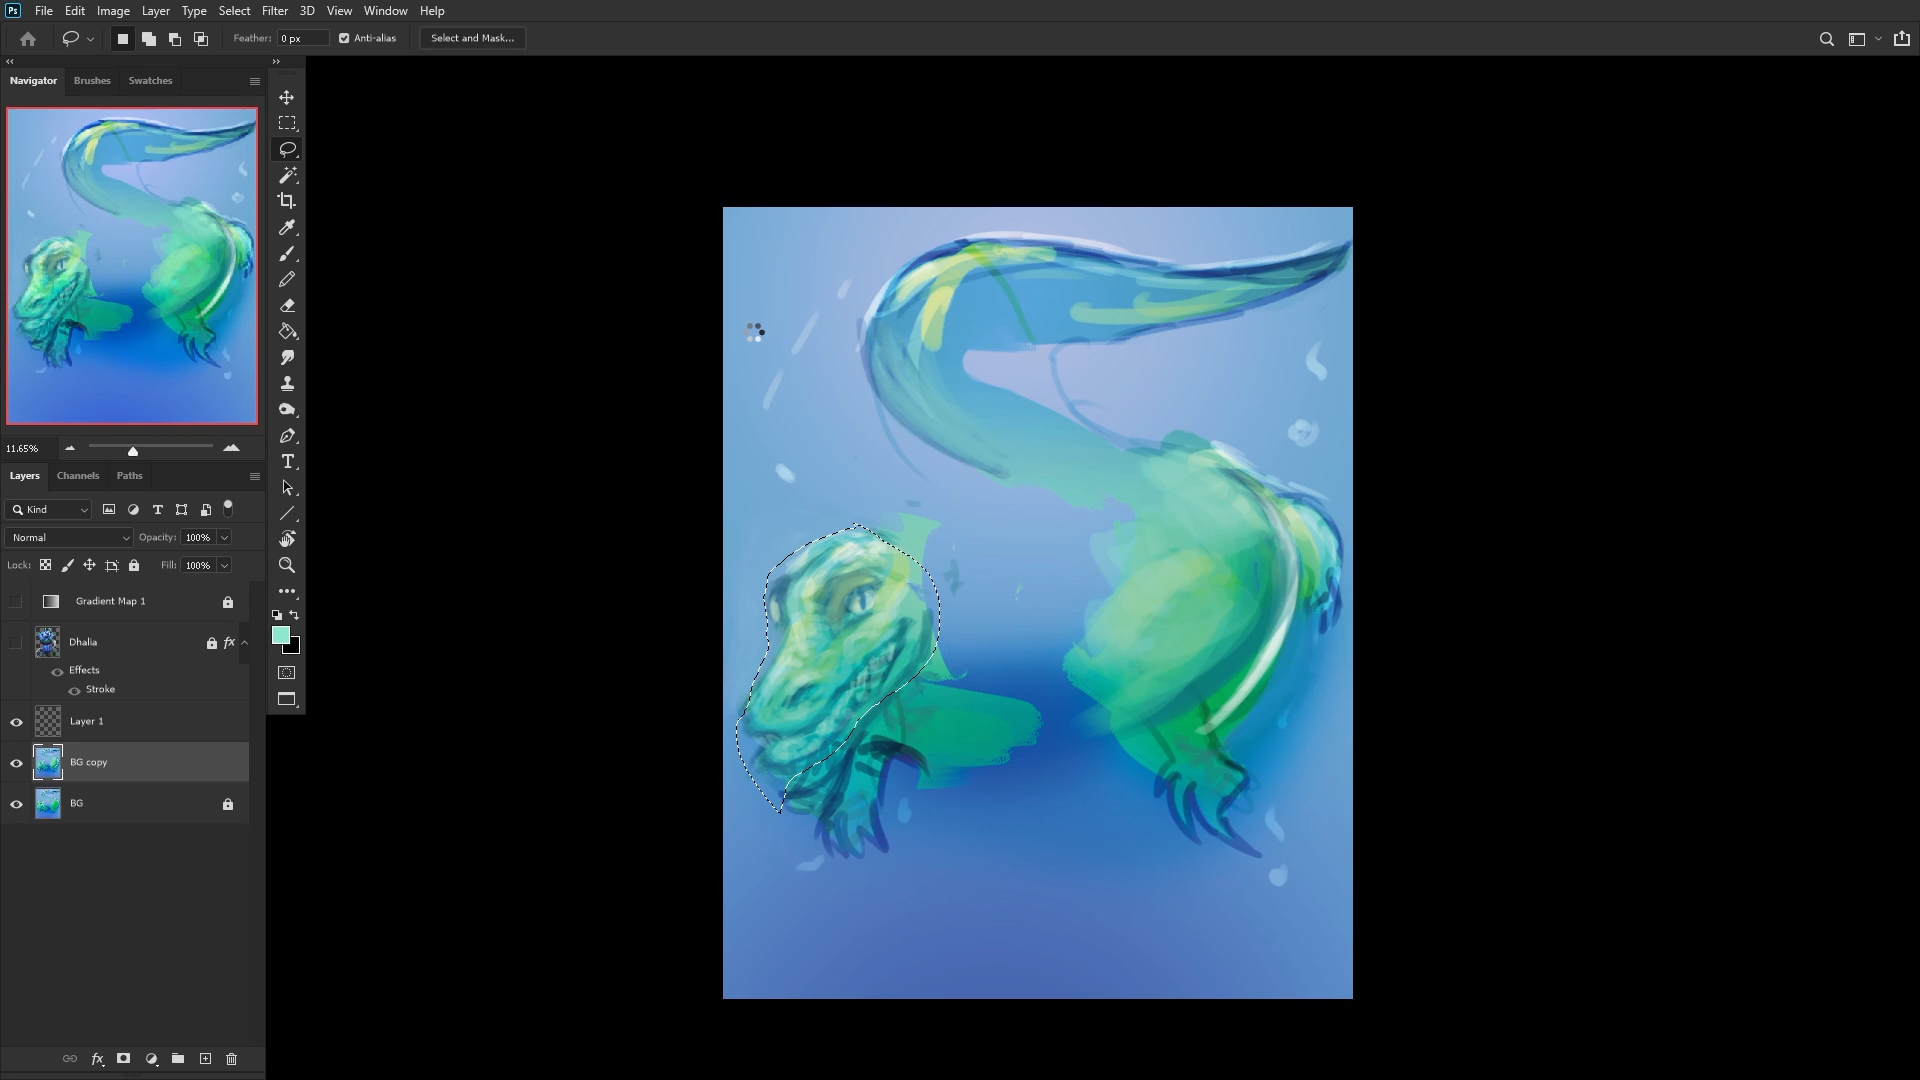 Ps File Edit Image Layer Type Select Filter 3D View Window Help
Feather: 0 px Anti-alias Select and Mask...
Navigator Brushes Swatches
11.65%
Layers Channels Paths
Kind
Normal Opacity: 100%
Lock: Fill: 100%
Gradient Map 1
Dhalia fx
Effects
Stroke
Layer 1
BG copy
BG
fx